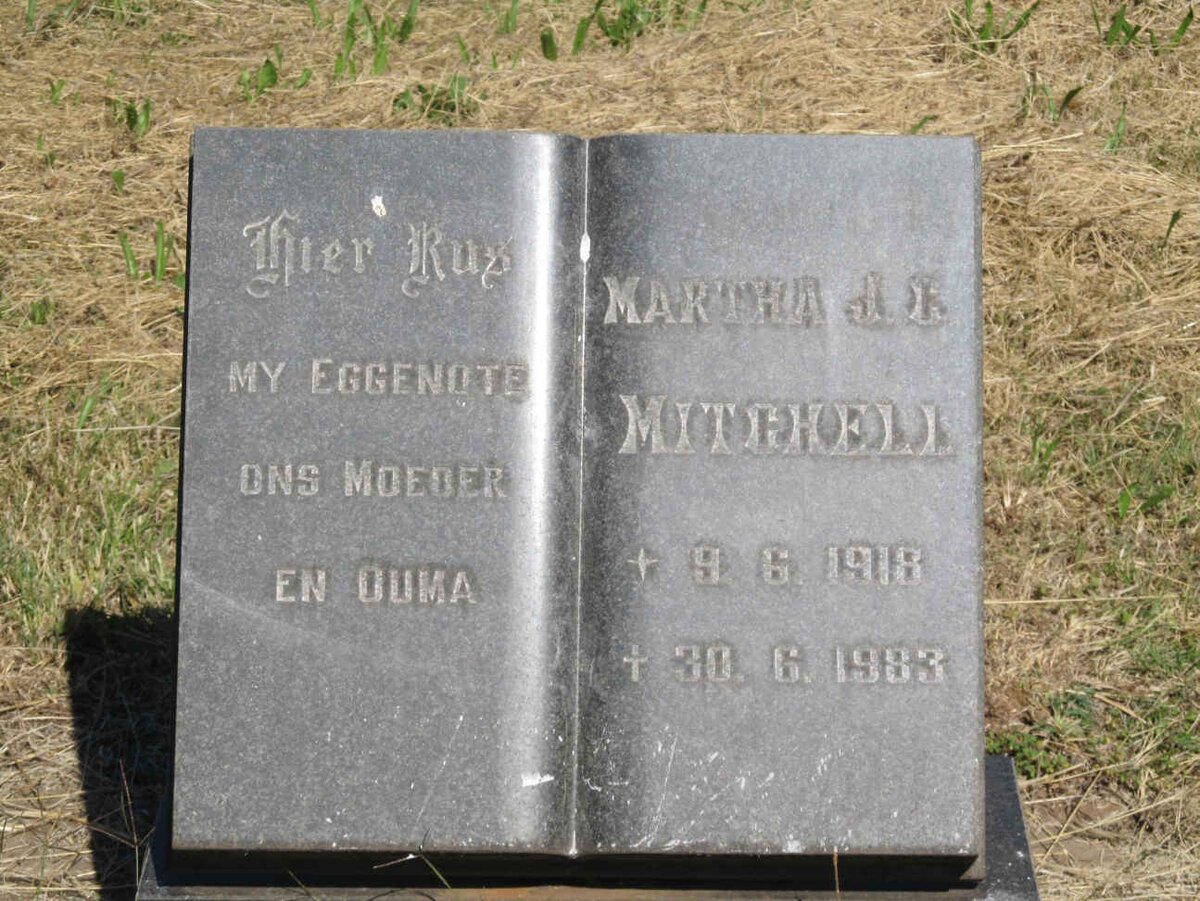 Hier Rus
MY EGGENOTE
ONS MOEDER
EN OUMA
MARTHA J.
MITCHELL
✦ 9. 6. 1918
✝ 30. 6. 1983